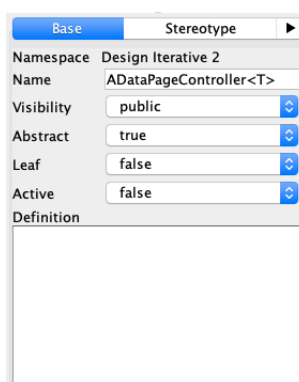 Base Stereotype
Namespace Design Iterative 2
Name ADataPageController<T>
Visibility public
Abstract true
Leaf false
Active false
Definition